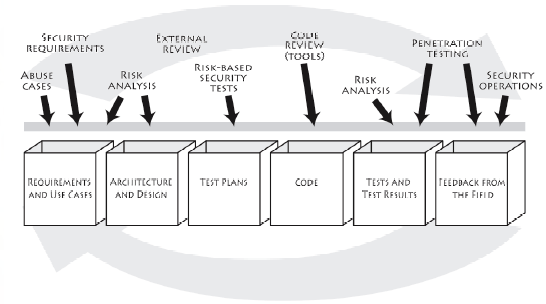 SECURITY
REQUIREMENTS
EXTERNAL
REVIEW
CODE
REVIEW
(TOOLS)
PENETRATION
TESTING
ABUSE
CASES
RISK
ANALYSIS
RISK-BASED
SECURITY
TESTS
RISK
ANALYSIS
SECURITY
OPERATIONS
REQUIREMENTS
AND USE CASES
ARCHITECTURE
AND DESIGN
TEST PLANS
CODE
TESTS AND
TEST RESULTS
FEEDBACK FROM
THE FIELD